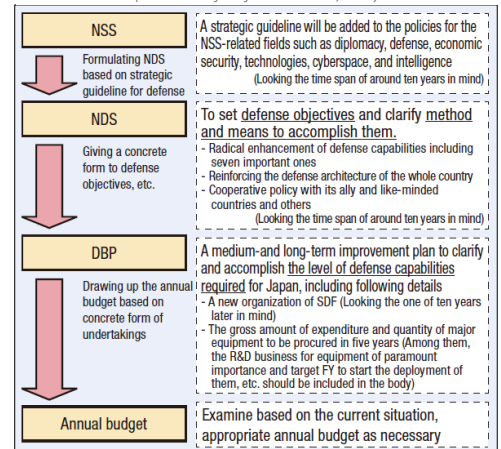 NSS
A strategic guideline will be added to the policies for the
NSS-related fields such as diplomacy, defense, economic
security, technologies, cyberspace, and intelligence
(Looking the time span of around ten years in mind)
Formulating NDS
based on strategic
guideline for defense
NDS
To set defense objectives and clarify method
and means to accomplish them.
- Radical enhancement of defense capabilities including
seven important ones
- Reinforcing the defense architecture of the whole country
- Cooperative policy with its ally and like-minded
countries and others
(Looking the time span of around ten years in mind)
Giving a concrete
form to defense
objectives, etc.
DBP
A medium-and long-term improvement plan to clarify
and accomplish the level of defense capabilities
required for Japan, including following details
- A new organization of SDF (Looking the one of ten years
later in mind)
- The gross amount of expenditure and quantity of major
equipment to be procured in five years (Among them,
the R&D business for equipment of paramount
importance and target FY to start the deployment of
them, etc. should be included in the body)
Drawing up the annual
budget based on
concrete form of
undertakings
Annual budget
Examine based on the current situation,
appropriate annual budget as necessary